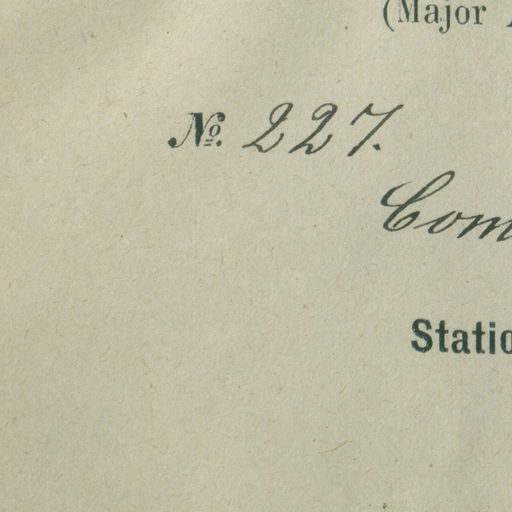 (Major
№. 227.
Com
Statio